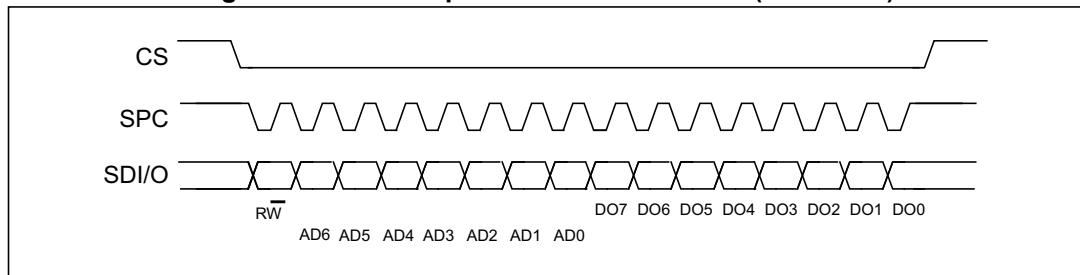 CS
SPC
SDI/O
RW
DO7 DO6 DO5 DO4 DO3 DO2 DO1 DO0
AD6 AD5 AD4 AD3 AD2 AD1 AD0